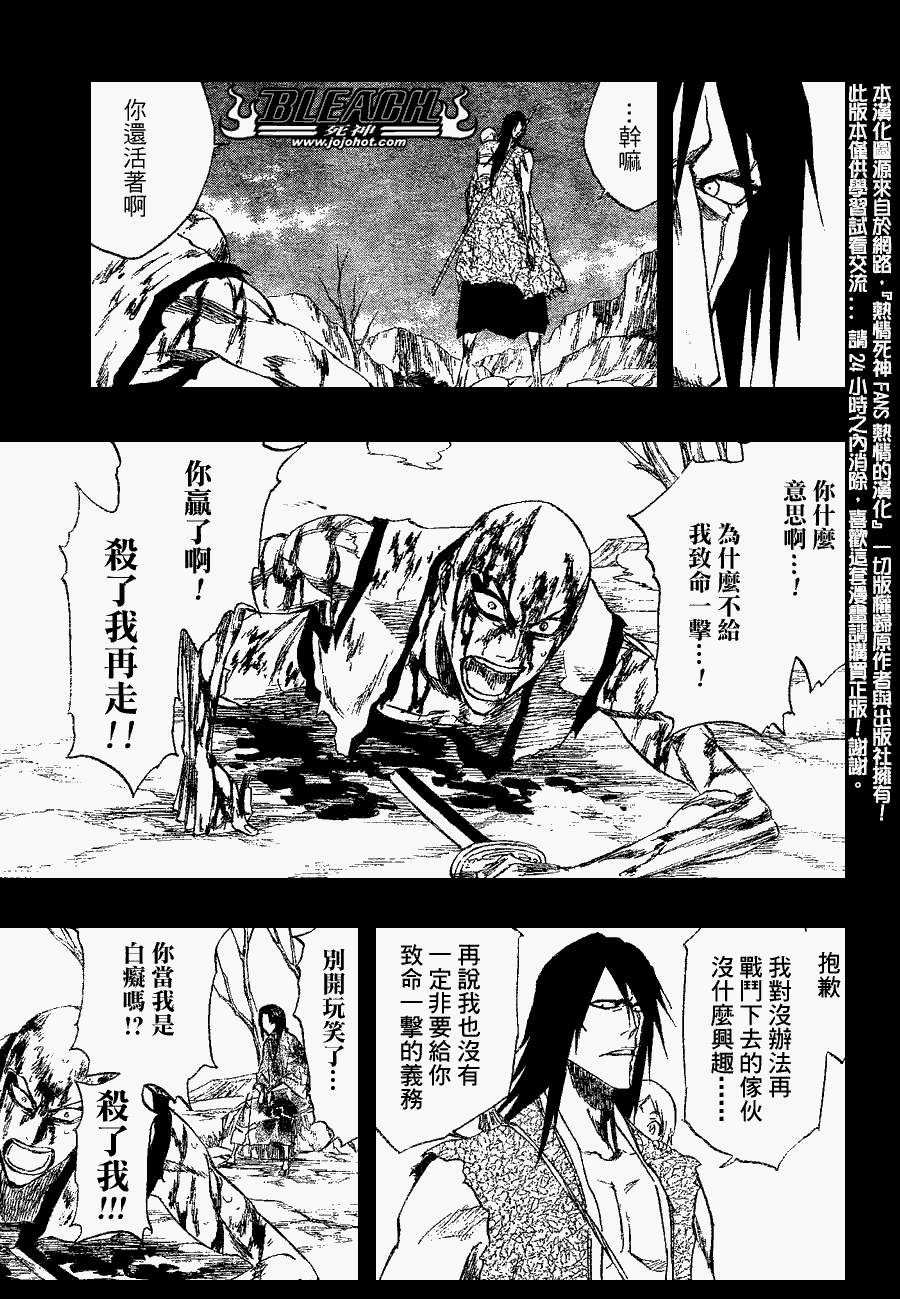 …幹嘛
你還活著啊
BLEACH
死神
www.jojohot.com
你什麼
意思啊…！
為什麼不給
我致命一擊…！
你贏了啊！
殺了我再走！！
抱歉
我對沒辦法再
戰鬥下去的傢伙
沒什麼興趣……
再說我也沒有
一定非要給你
致命一擊的義務
別開玩笑了…
你當我是
白癡嗎！？
殺了我！！！
本漢化圖源來自於網路，『熱情死神FANS熱情的漢化』一切版權歸原作者與出版社擁有！
此版本僅供學習試看交流… 請24小時之內消除，喜歡這套漫畫請購買正版！謝謝。